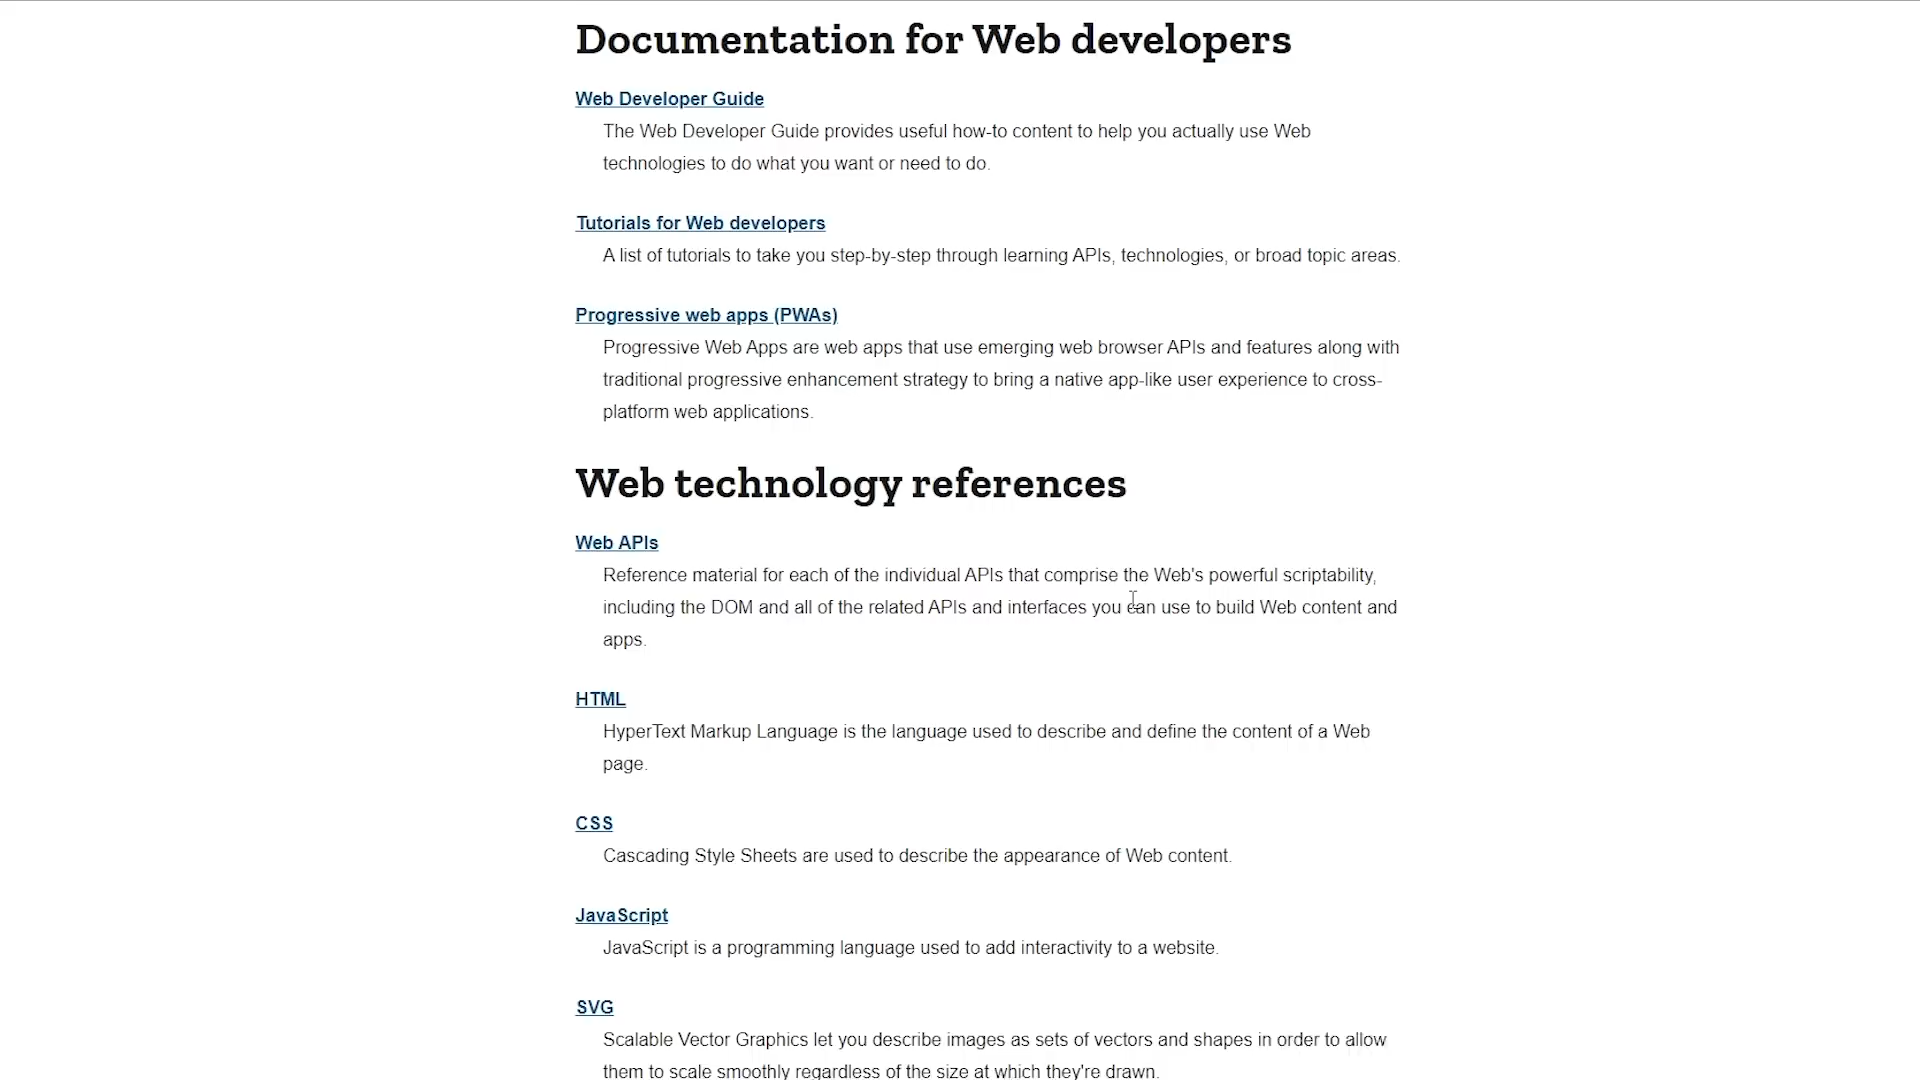 Documentation for Web developers
Web Developer Guide
The Web Developer Guide provides useful how-to content to help you actually use Web
technologies to do what you want or need to do.
Tutorials for Web developers
A list of tutorials to take you step-by-step through learning APIs, technologies, or broad topic areas.
Progressive web apps (PWAs)
Progressive Web Apps are web apps that use emerging web browser APIs and features along with
traditional progressive enhancement strategy to bring a native app-like user experience to cross-
platform web applications.
Web technology references
Web APIs
Reference material for each of the individual APIs that comprise the Web's powerful scriptability,
including the DOM and all of the related APIs and interfaces you can use to build Web content and
apps.
HTML
HyperText Markup Language is the language used to describe and define the content of a Web
page.
CSS
Cascading Style Sheets are used to describe the appearance of Web content.
JavaScript
JavaScript is a programming language used to add interactivity to a website.
SVG
Scalable Vector Graphics let you describe images as sets of vectors and shapes in order to allow
them to scale smoothly regardless of the size at which they're drawn.